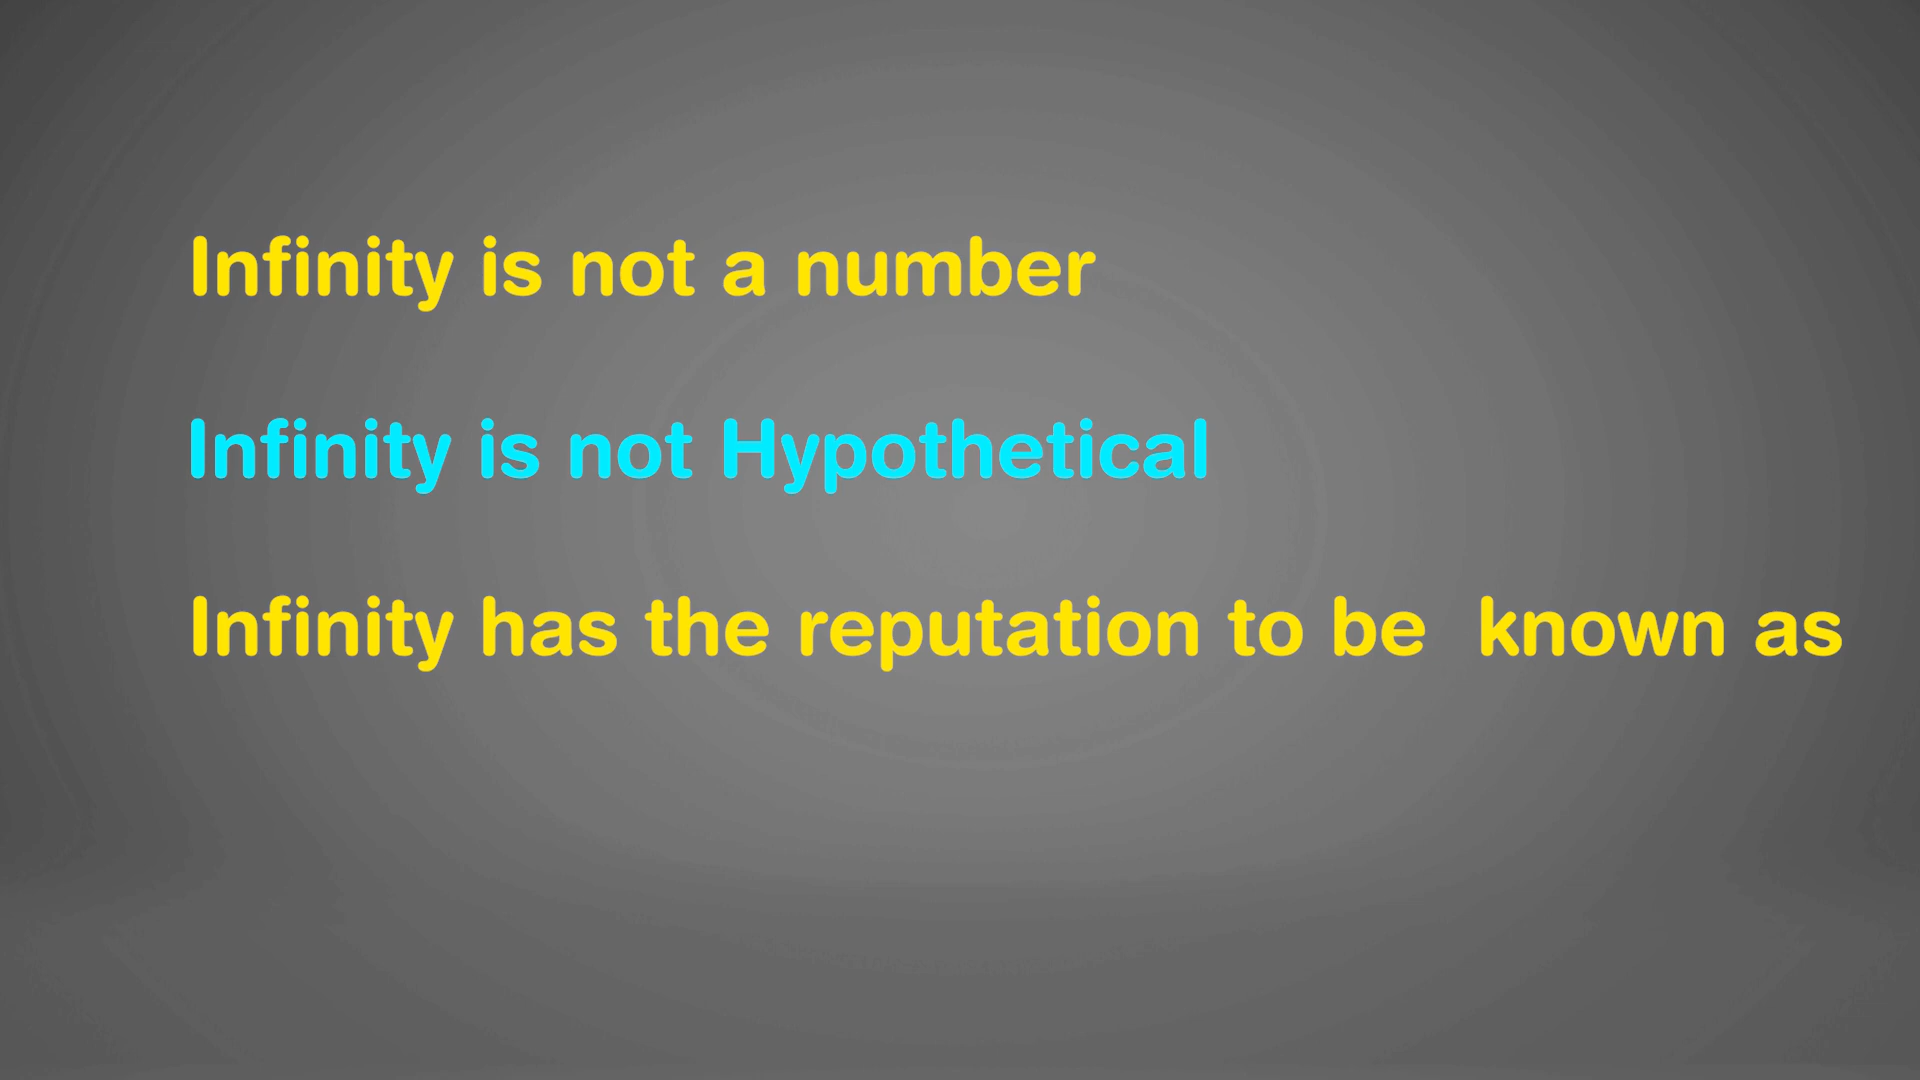 Infinity is not a number
Infinity is not Hypothetical
Infinity has the reputation to be  known as